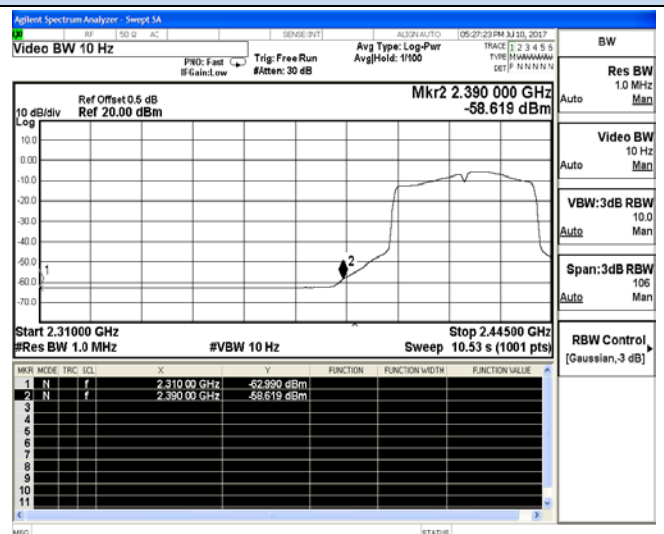 Agilent Spectrum Analyzer - Swept SA
RF 50 Ω AC SENSE:INT ALIGN AUTO 05:27:23 PM Jul 10, 2017
Video BW 10 Hz
PNO: Fast
IFGain:Low
Trig: Free Run
#Atten: 30 dB
Avg Type: Log-Pwr
Avg|Hold: 1/100
TRACE 1 2 3 4 5 6
TYPE
DET P N N N N N
Ref Offset 0.5 dB
10 dB/div Ref 20.00 dBm
Log
Mkr2 2.390 000 GHz
-58.619 dBm
10.0
0.00
-10.0
-20.0
-30.0
-40.0
-50.0
-60.0
-70.0
1
2
Start 2.31000 GHz Stop 2.44500 GHz
#Res BW 1.0 MHz #VBW 10 Hz Sweep 10.53 s (1001 pts)
MKR MODE TRC SCL X Y FUNCTION FUNCTION WIDTH FUNCTION VALUE
1 N f 2.310 00 GHz -62.990 dBm
2 N f 2.390 00 GHz -58.619 dBm
3
4
5
6
7
8
9
10
11
MSG STATUS
BW
Res BW
1.0 MHz
Auto Man
Video BW
10 Hz
Auto Man
VBW:3dB RBW
10.0
Auto Man
Span:3dB RBW
106
Auto Man
RBW Control
[Gaussian,-3 dB]